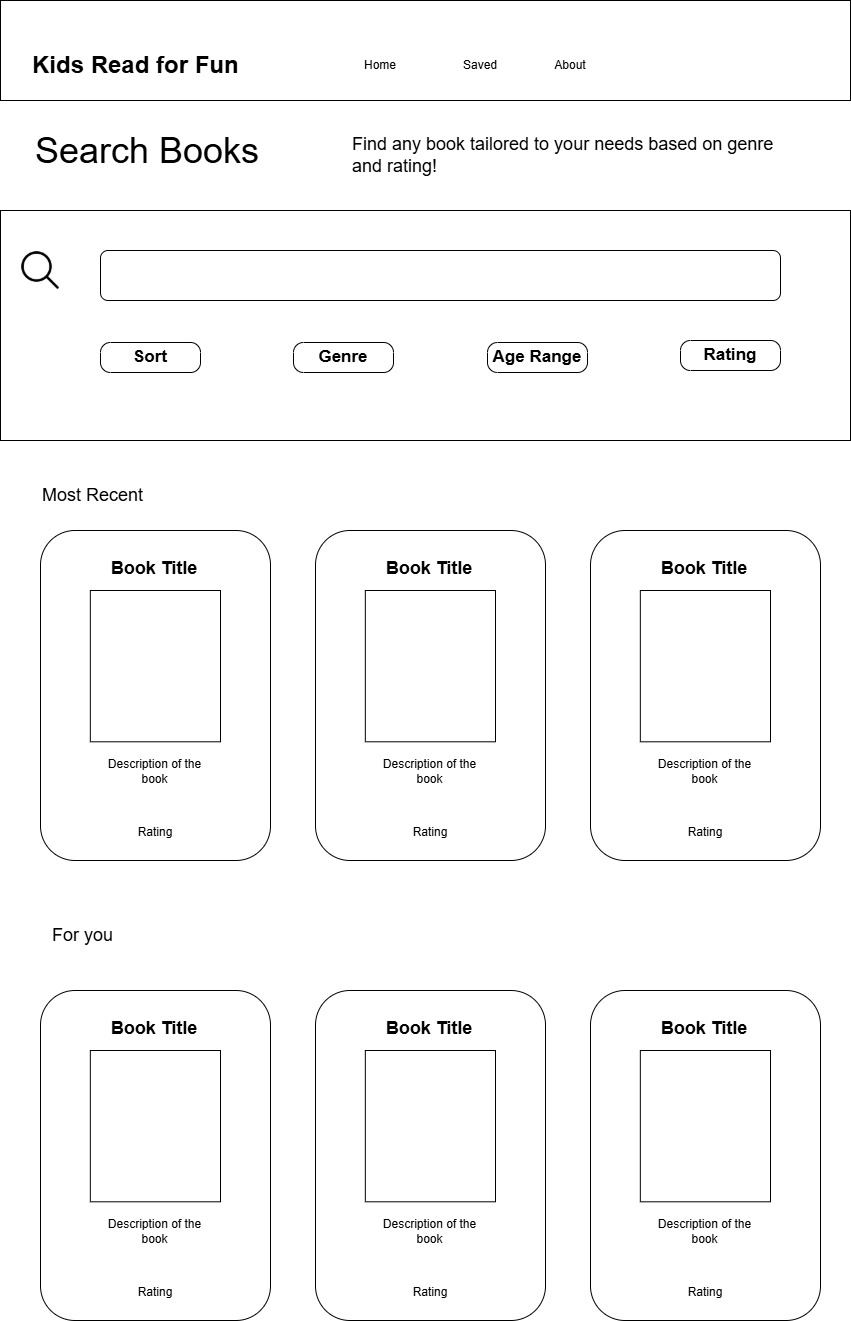 Kids Read for Fun
Home
Saved
About
Search Books
Find any book tailored to your needs based on genre
and rating!
Sort
Genre
Age Range
Rating
Most Recent
Book Title
Book Title
Book Title
Description of the
book
Description of the
book
Description of the
book
Rating
Rating
Rating
For you
Book Title
Book Title
Book Title
Description of the
book
Description of the
book
Description of the
book
Rating
Rating
Rating